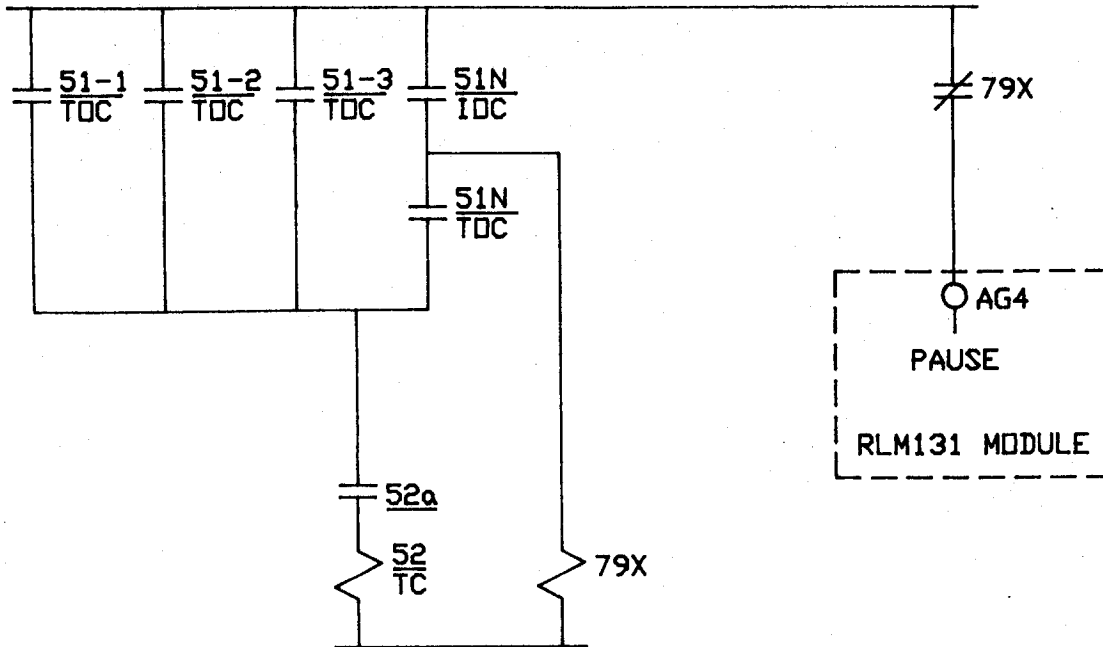 51-1
TOC
51-2
TOC
51-3
TOC
51N
IOC
79X
51N
TOC
AG4
PAUSE
RLM131 MODULE
52a
52
TC
79X